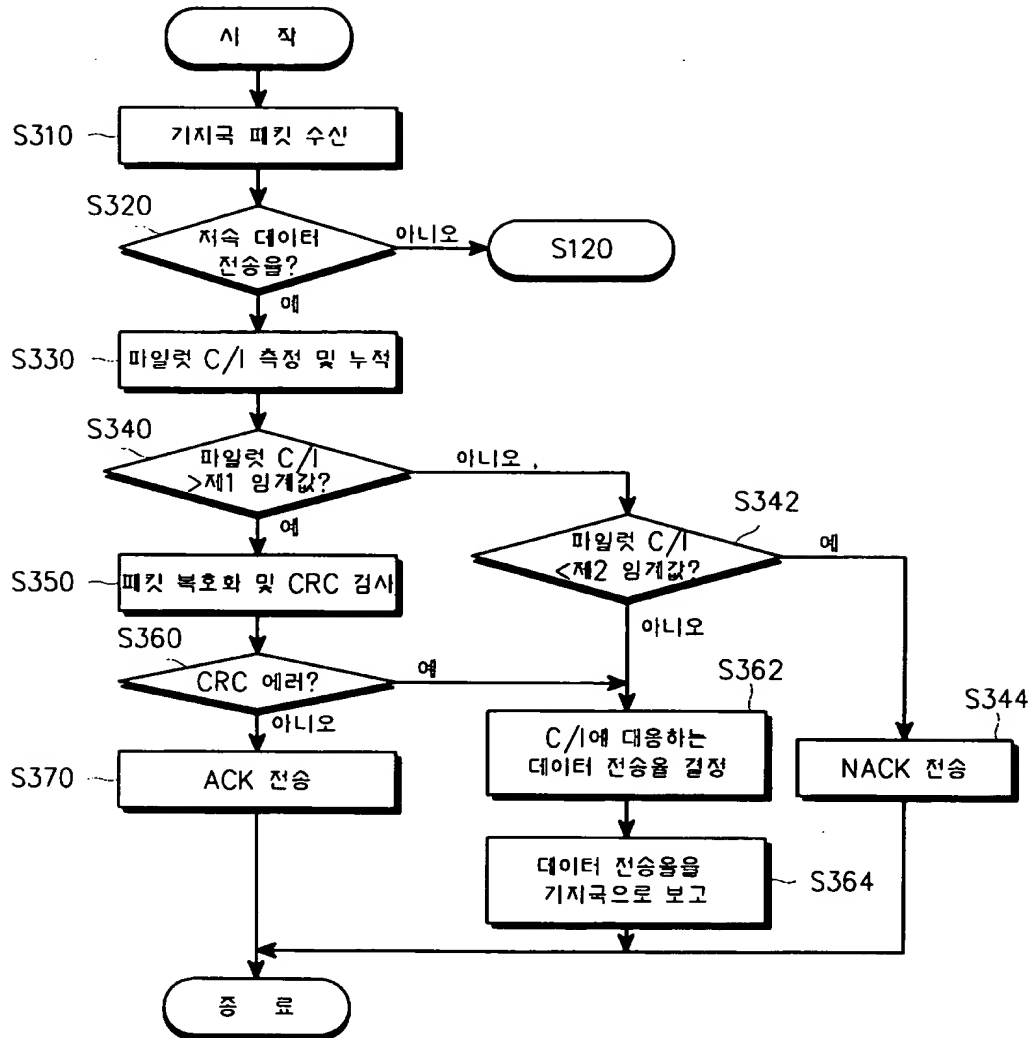 시 작
S310
기지국 패킷 수신
S320
저속 데이터
전송율?
아니오
S120
예
S330
파일럿 C/I 측정 및 누적
S340
파일럿 C/I
>제1 임계값?
아니오
예
S342
파일럿 C/I
<제2 임계값?
예
아니오
S350
패킷 복호화 및 CRC 검사
S360
CRC 에러?
예
아니오
S362
C/I에 대응하는
데이터 전송율 결정
S344
NACK 전송
S370
ACK 전송
데이터 전송율을
기지국으로 보고
S364
종 료